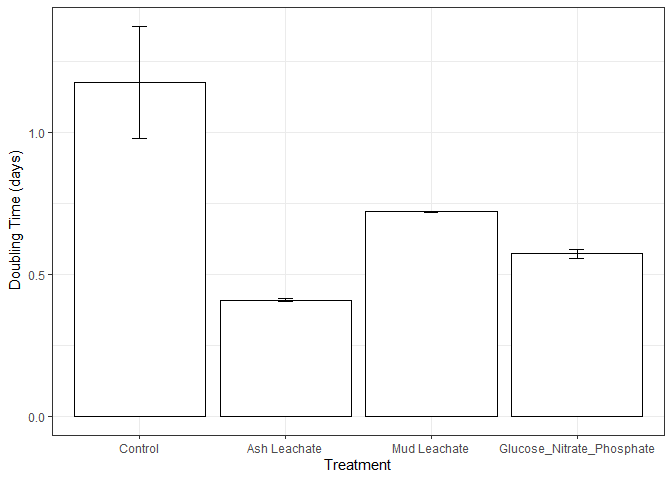 Doubling Time (days)
1.0
0.5
0.0
Control Ash Leachate Mud Leachate Glucose_Nitrate_Phosphate
Treatment